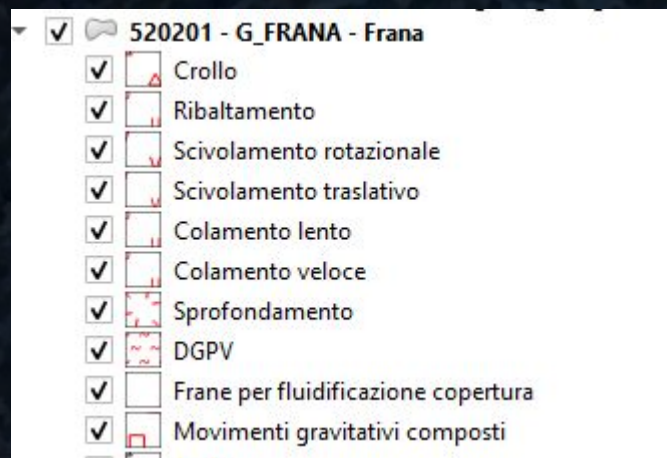 520201 - G_FRANA - Frana
Crollo
Ribaltamento
Scivolamento rotazionale
Scivolamento traslativo
Colamento lento
Colamento veloce
Sprofondamento
DGPV
Frane per fluidificazione copertura
Movimenti gravitativi composti